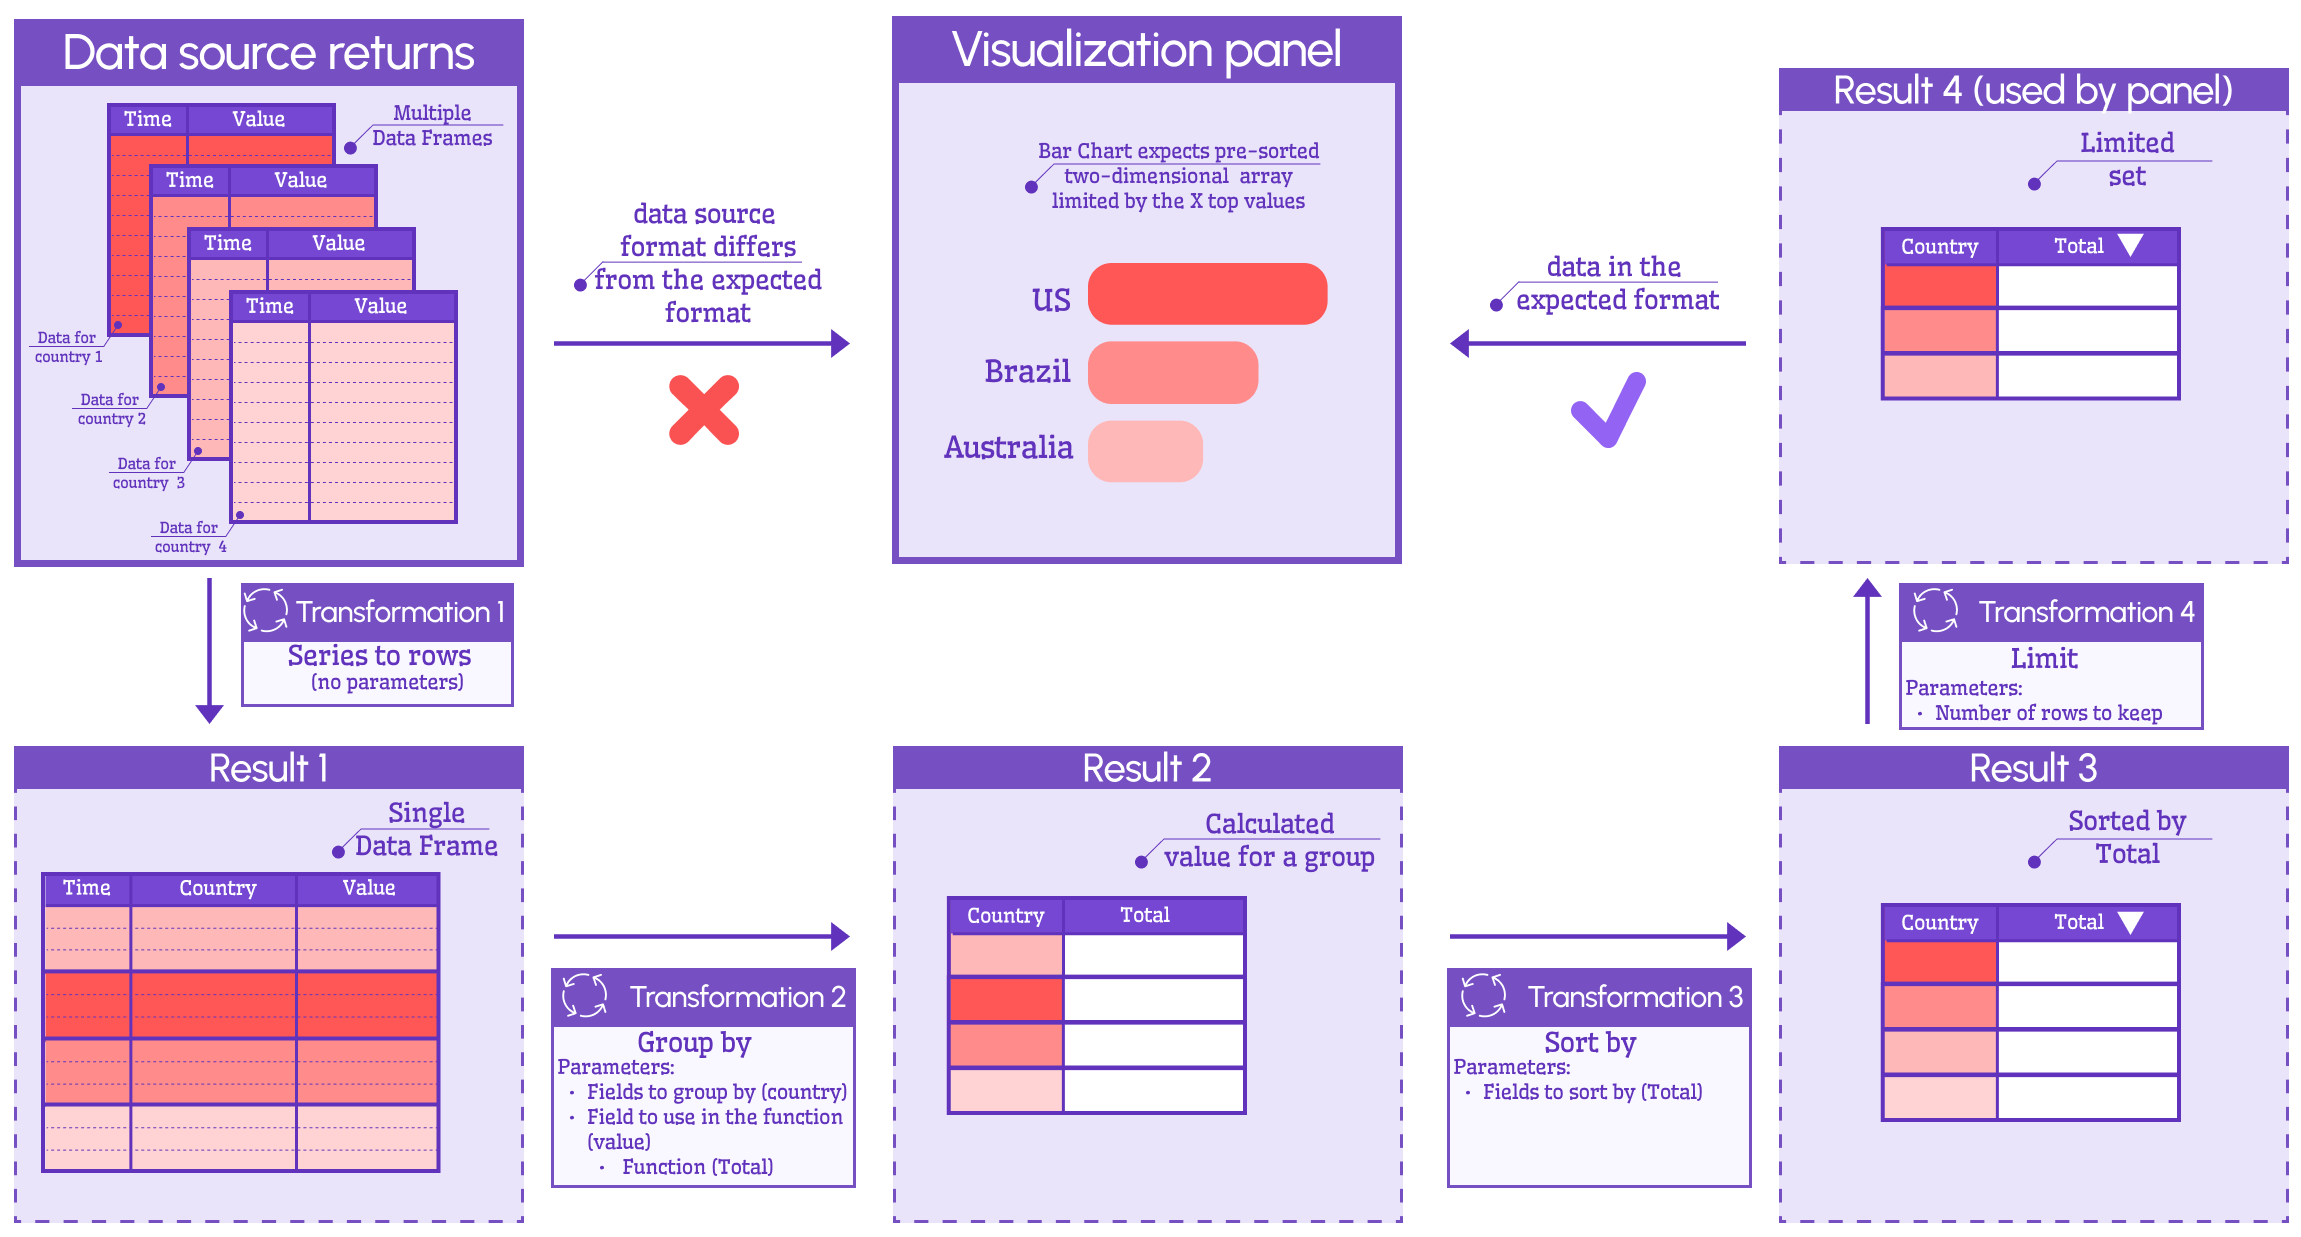 Data source returns
Time Value
Multiple
Data Frames
Time Value
Time Value
Time Value
Data for
country 1
Data for
country 2
Data for
country 3
Data for
country 4
data source
format differs
from the expected
format
Visualization panel
Bar Chart expects pre-sorted
two-dimensional array
limited by the X top values
US
Brazil
Australia
data in the
expected format
Result 4 (used by panel)
Limited
set
Country Total
Transformation 1
Series to rows
(no parameters)
Transformation 4
Limit
Parameters:
· Number of rows to keep
Result 1
Single
Data Frame
Time Country Value
Transformation 2
Group by
Parameters:
· Fields to group by (country)
· Field to use in the function
(value)
· Function (Total)
Result 2
Calculated
value for a group
Country Total
Transformation 3
Sort by
Parameters:
· Fields to sort by (Total)
Result 3
Sorted by
Total
Country Total